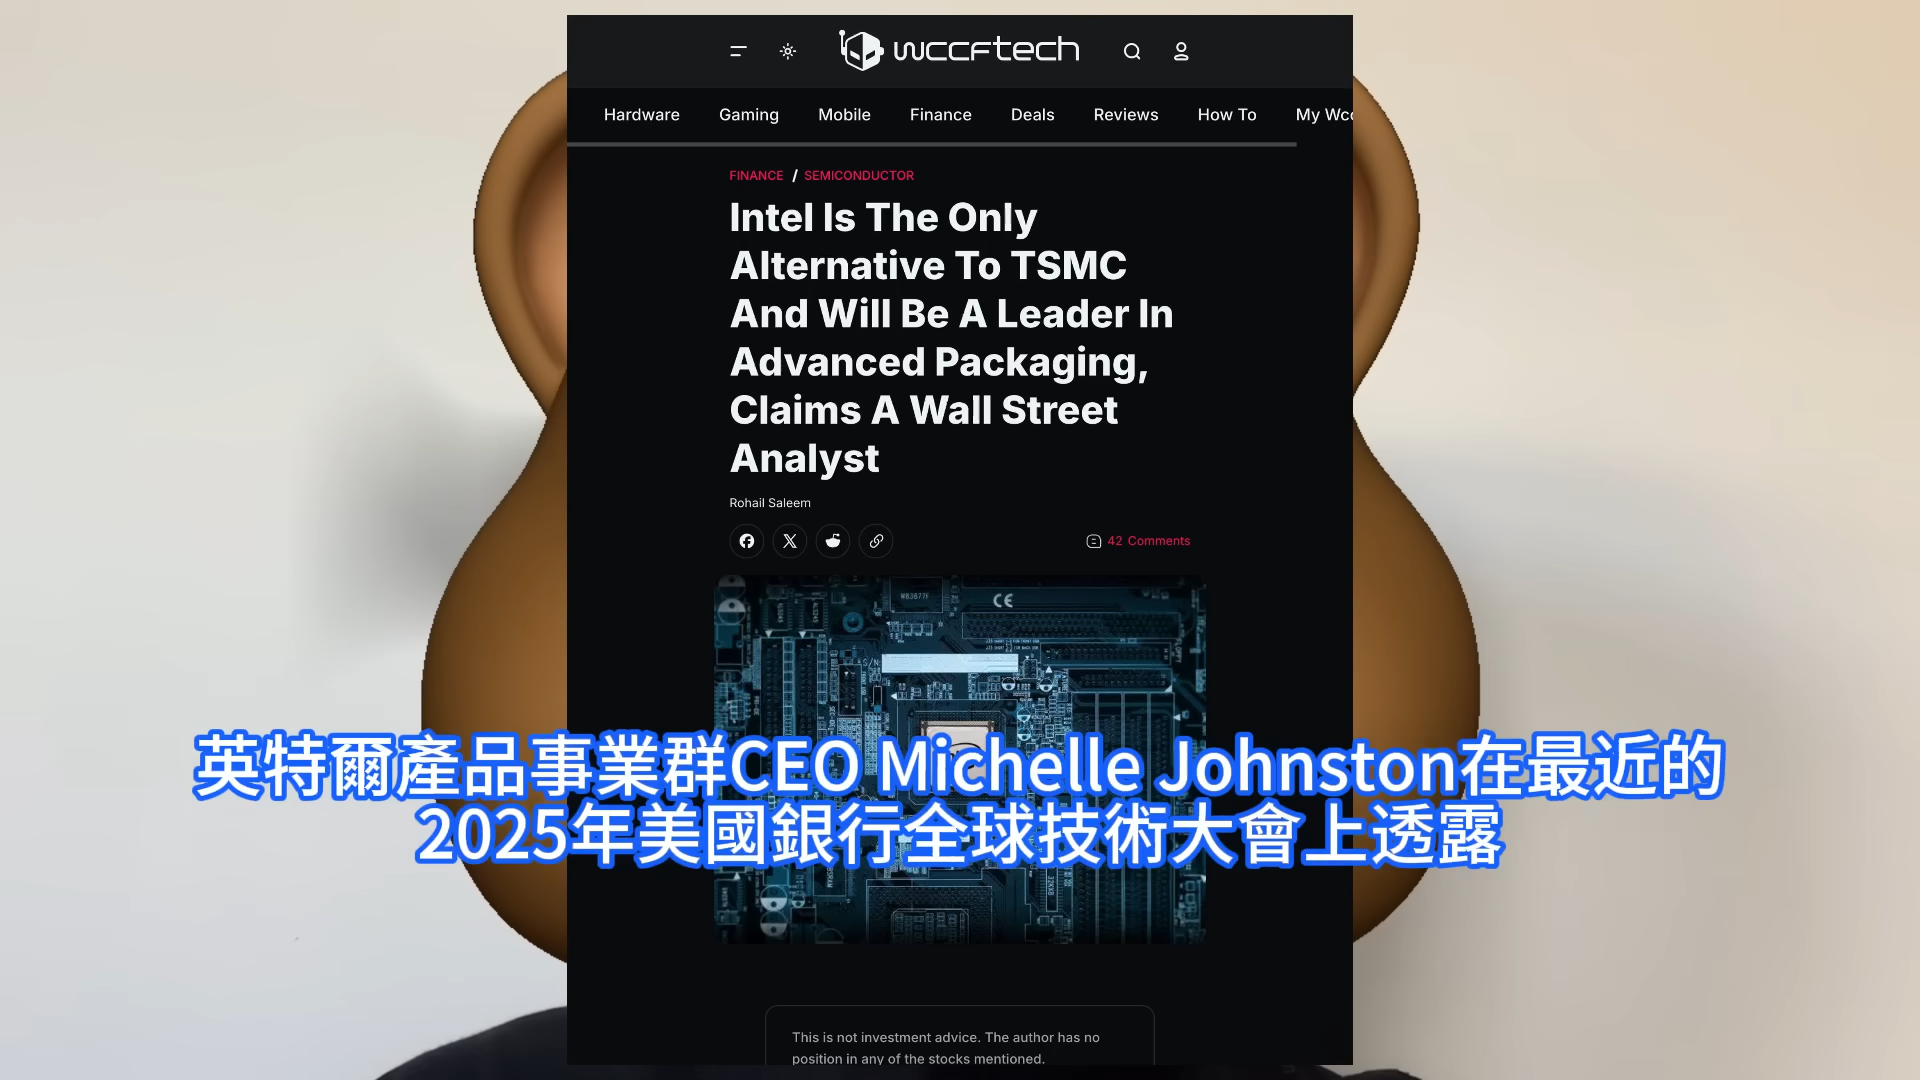 wccftech
Hardware Gaming Mobile Finance Deals Reviews How To My Wcc
FINANCE / SEMICONDUCTOR
Intel Is The Only
Alternative To TSMC
And Will Be A Leader In
Advanced Packaging,
Claims A Wall Street
Analyst
Rohail Saleem
42 Comments
W83877F
CE
S/N
英特爾產品事業群CEO Michelle Johnston在最近的
2025年美國銀行全球技術大會上透露
This is not investment advice. The author has no
position in any of the stocks mentioned.